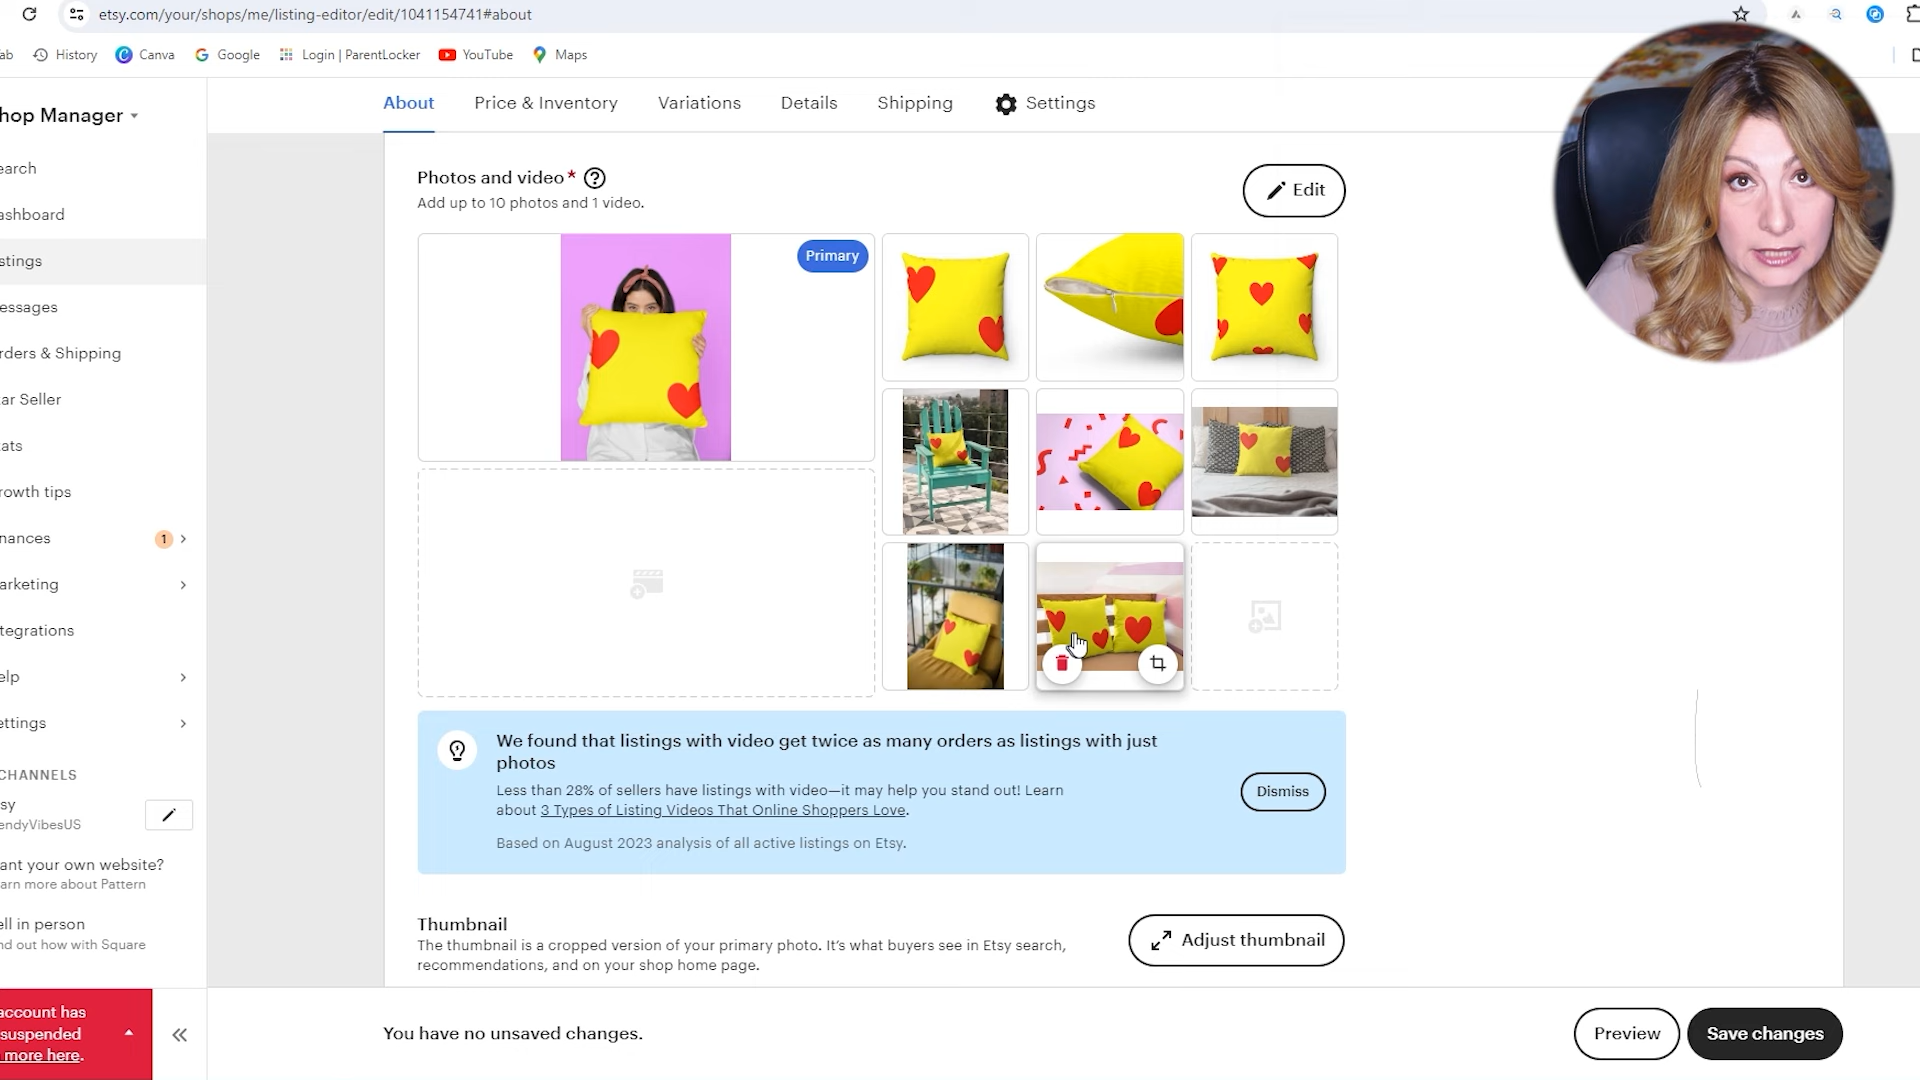 etsy.com/your/shops/me/listing-editor/edit/1041154741#about
ab
History
Canva
Google
Login | ParentLocker
YouTube
Maps
hop Manager
About
Price & Inventory
Variations
Details
Shipping
Settings
earch
ashboard
stings
essages
rders & Shipping
ar Seller
tats
rowth tips
nances
1
arketing
tegrations
elp
ettings
CHANNELS
sy
endyVibesUS
ant your own website?
arn more about Pattern
ell in person
nd out how with Square
account has
suspended
more here.
Photos and video*
Add up to 10 photos and 1 video.
Edit
Primary
We found that listings with video get twice as many orders as listings with just
photos
Less than 28% of sellers have listings with video—it may help you stand out! Learn
about 3 Types of Listing Videos That Online Shoppers Love.
Based on August 2023 analysis of all active listings on Etsy.
Dismiss
Thumbnail
The thumbnail is a cropped version of your primary photo. It's what buyers see in Etsy search,
recommendations, and on your shop home page.
Adjust thumbnail
You have no unsaved changes.
Preview
Save changes